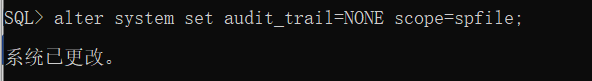 SQL> alter system set audit_trail=NONE scope=spfile;
系统已更改。